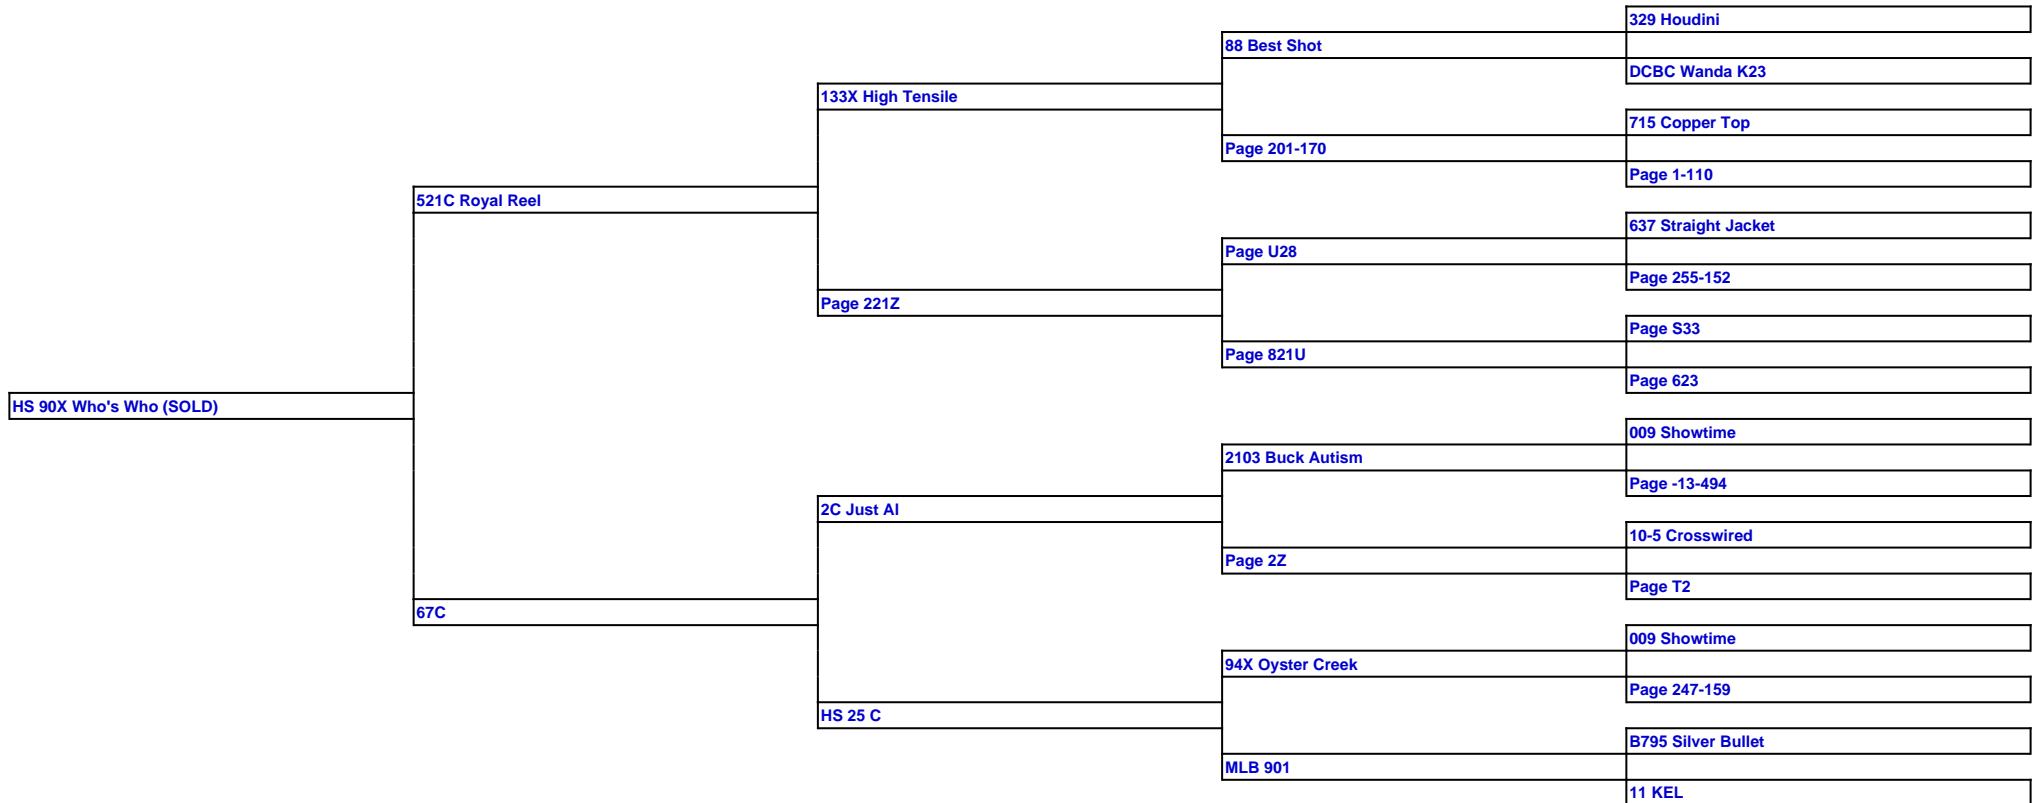 329 Houdini
88 Best Shot
DCBC Wanda K23
133X High Tensile
715 Copper Top
Page 201-170
Page 1-110
521C Royal Reel
637 Straight Jacket
Page U28
Page 255-152
Page 221Z
Page S33
Page 821U
Page 623
HS 90X Who's Who (SOLD)
009 Showtime
2103 Buck Autism
Page -13-494
2C Just Al
10-5 Crosswired
Page 2Z
Page T2
67C
009 Showtime
94X Oyster Creek
Page 247-159
HS 25 C
B795 Silver Bullet
MLB 901
11 KEL